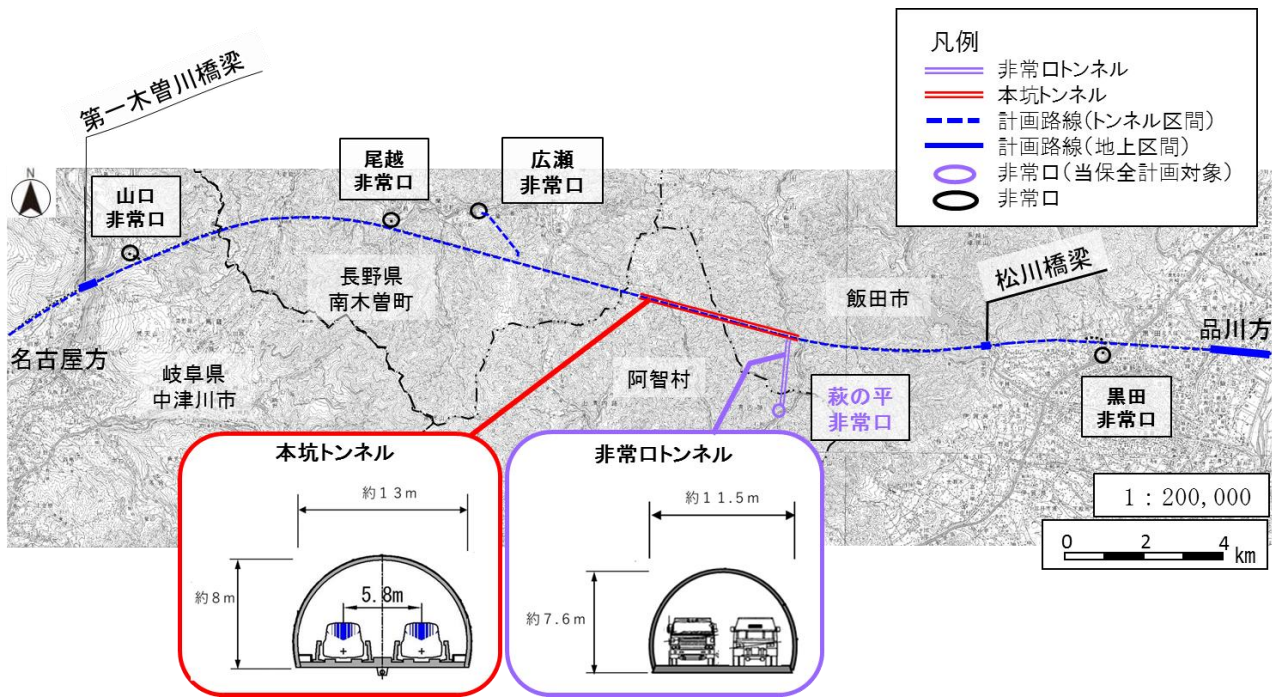 凡例
非常口トンネル
本坑トンネル
計画路線(トンネル区間)
計画路線(地上区間)
非常口(当保全計画対象)
非常口
第一木曽川橋梁
N
山口
非常口
尾越
非常口
広瀬
非常口
長野県
南木曽町
飯田市
松川橋梁
品川方
名古屋方
岐阜県
中津川市
阿智村
萩の平
非常口
黒田
非常口
1:200,000
0 2 4
km
本坑トンネル
約13m
約8m
5.8m
非常口トンネル
約11.5m
約7.6m